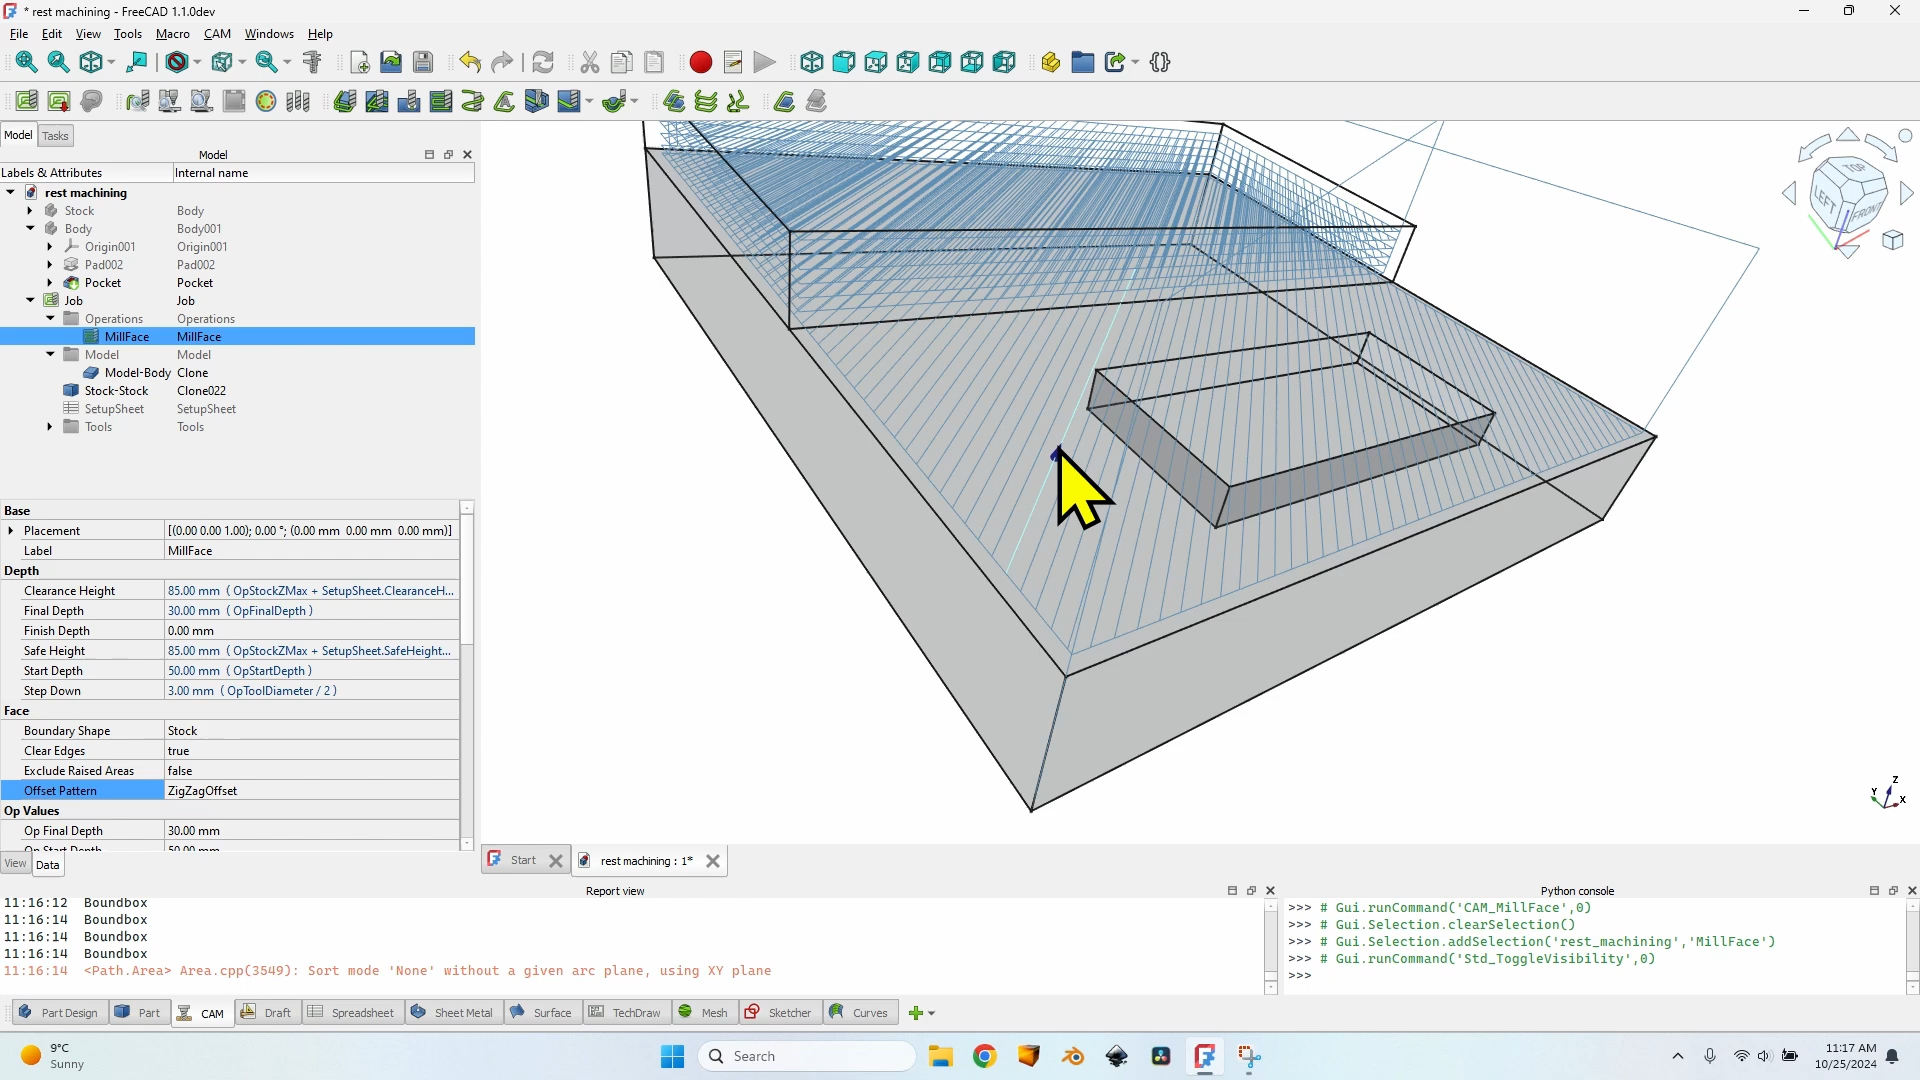 * rest machining - FreeCAD 1.1.0dev
File Edit View Tools Macro CAM Windows Help
Model Tasks
Model
Labels & Attributes Internal name
rest machining
Stock Body
Body Body001
Origin001 Origin001
Pad002 Pad002
Pocket Pocket
Job Job
Operations Operations
MillFace MillFace
Model Model
Model-Body Clone
Stock-Stock Clone022
SetupSheet SetupSheet
Tools Tools
Base
Placement [(0.00 0.00 1.00); 0.00 °; (0.00 mm 0.00 mm 0.00 mm)]
Label MillFace
Depth
Clearance Height 85.00 mm ( OpStockZMax + SetupSheet.ClearanceH...
Final Depth 30.00 mm ( OpFinalDepth )
Finish Depth 0.00 mm
Safe Height 85.00 mm ( OpStockZMax + SetupSheet.SafeHeight...
Start Depth 50.00 mm ( OpStartDepth )
Step Down 3.00 mm ( OpToolDiameter / 2 )
Face
Boundary Shape Stock
Clear Edges true
Exclude Raised Areas false
Offset Pattern ZigZagOffset
Op Values
Op Final Depth 30.00 mm
Op Start Depth 50.00 mm
View Data
TOP
LEFT FRONT
Z
Y X
Start rest machining : 1*
Report view
11:16:12 Boundbox
11:16:14 Boundbox
11:16:14 Boundbox
11:16:14 Boundbox
11:16:14 <Path.Area> Area.cpp(3549): Sort mode 'None' without a given arc plane, using XY plane
Python console
>>> # Gui.runCommand('CAM_MillFace',0)
>>> # Gui.Selection.clearSelection()
>>> # Gui.Selection.addSelection('rest_machining','MillFace')
>>> # Gui.runCommand('Std_ToggleVisibility',0)
>>>
Part Design Part CAM Draft Spreadsheet Sheet Metal Surface TechDraw Mesh Sketcher Curves
9°C
Sunny
Search
11:17 AM
10/25/2024